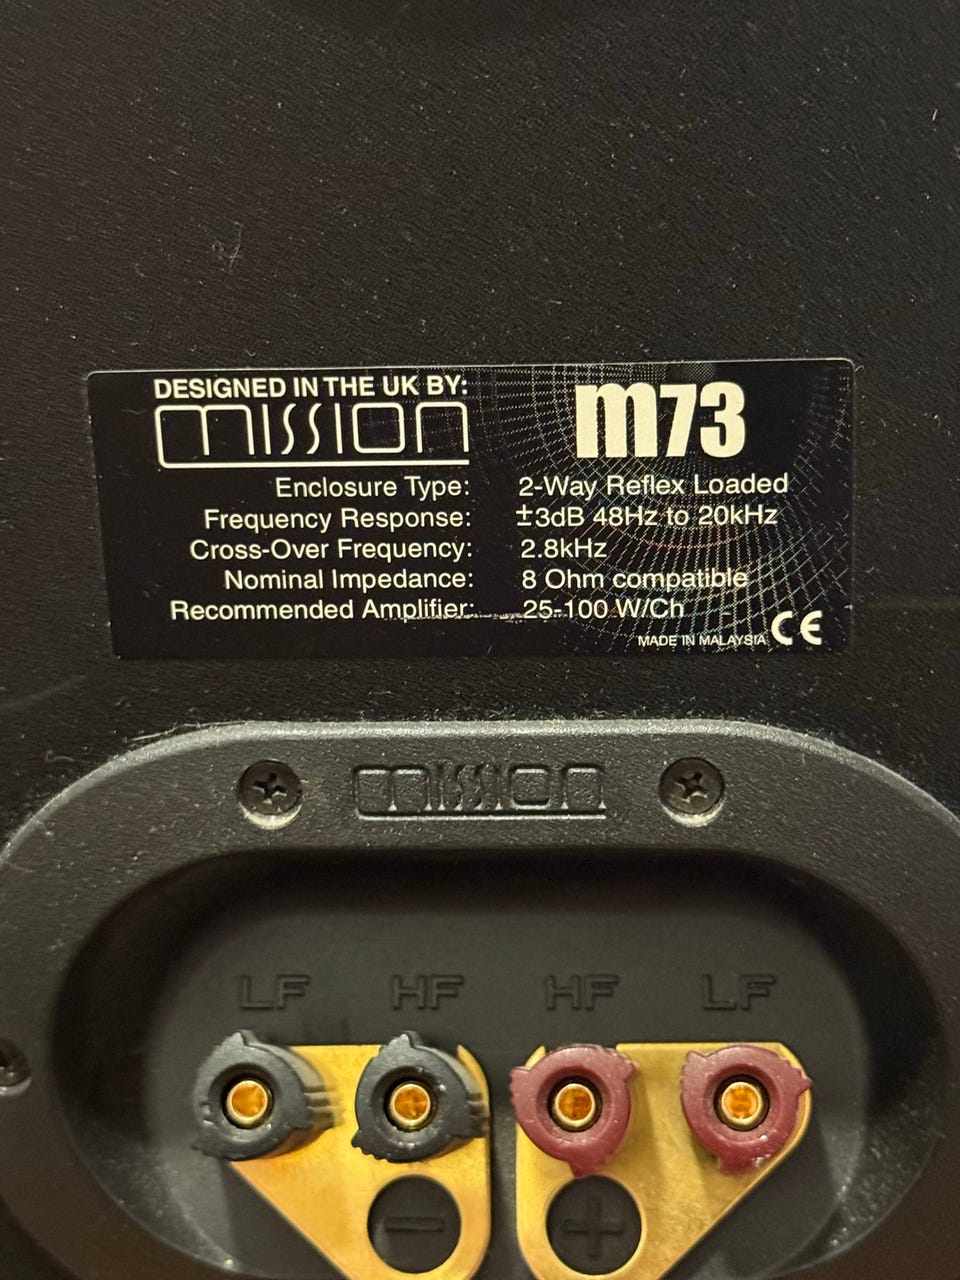 DESIGNED IN THE UK BY:
mission
m73
Enclosure Type: 2-Way Reflex Loaded
Frequency Response: ±3dB 48Hz to 20kHz
Cross-Over Frequency: 2.8kHz
Nominal Impedance: 8 Ohm compatible
Recommended Amplifier: 25-100 W/Ch
MADE IN MALAYSIA CE
mission
LF HF HF LF
− +